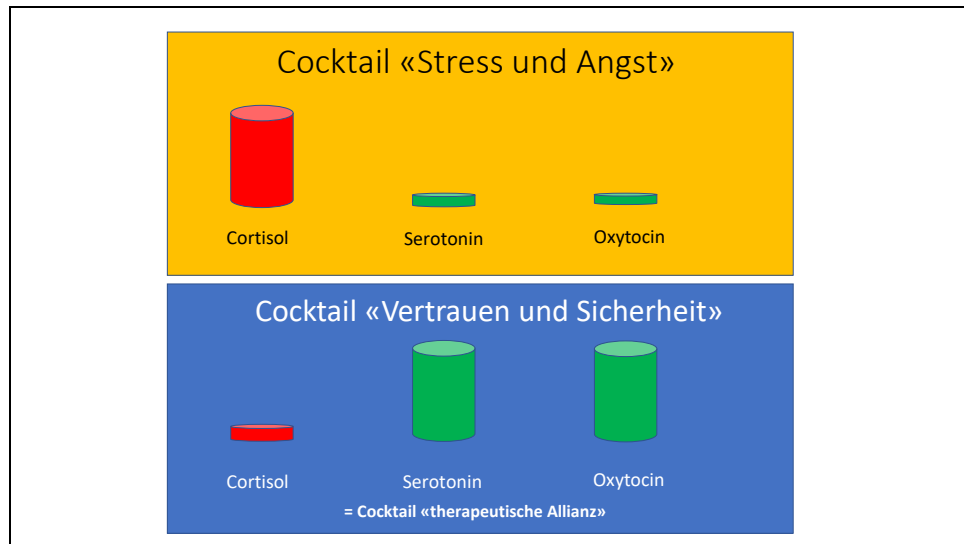 Cocktail «Stress und Angst»
Cortisol
Serotonin
Oxytocin
Cocktail «Vertrauen und Sicherheit»
Cortisol
Serotonin
Oxytocin
= Cocktail «therapeutische Allianz»